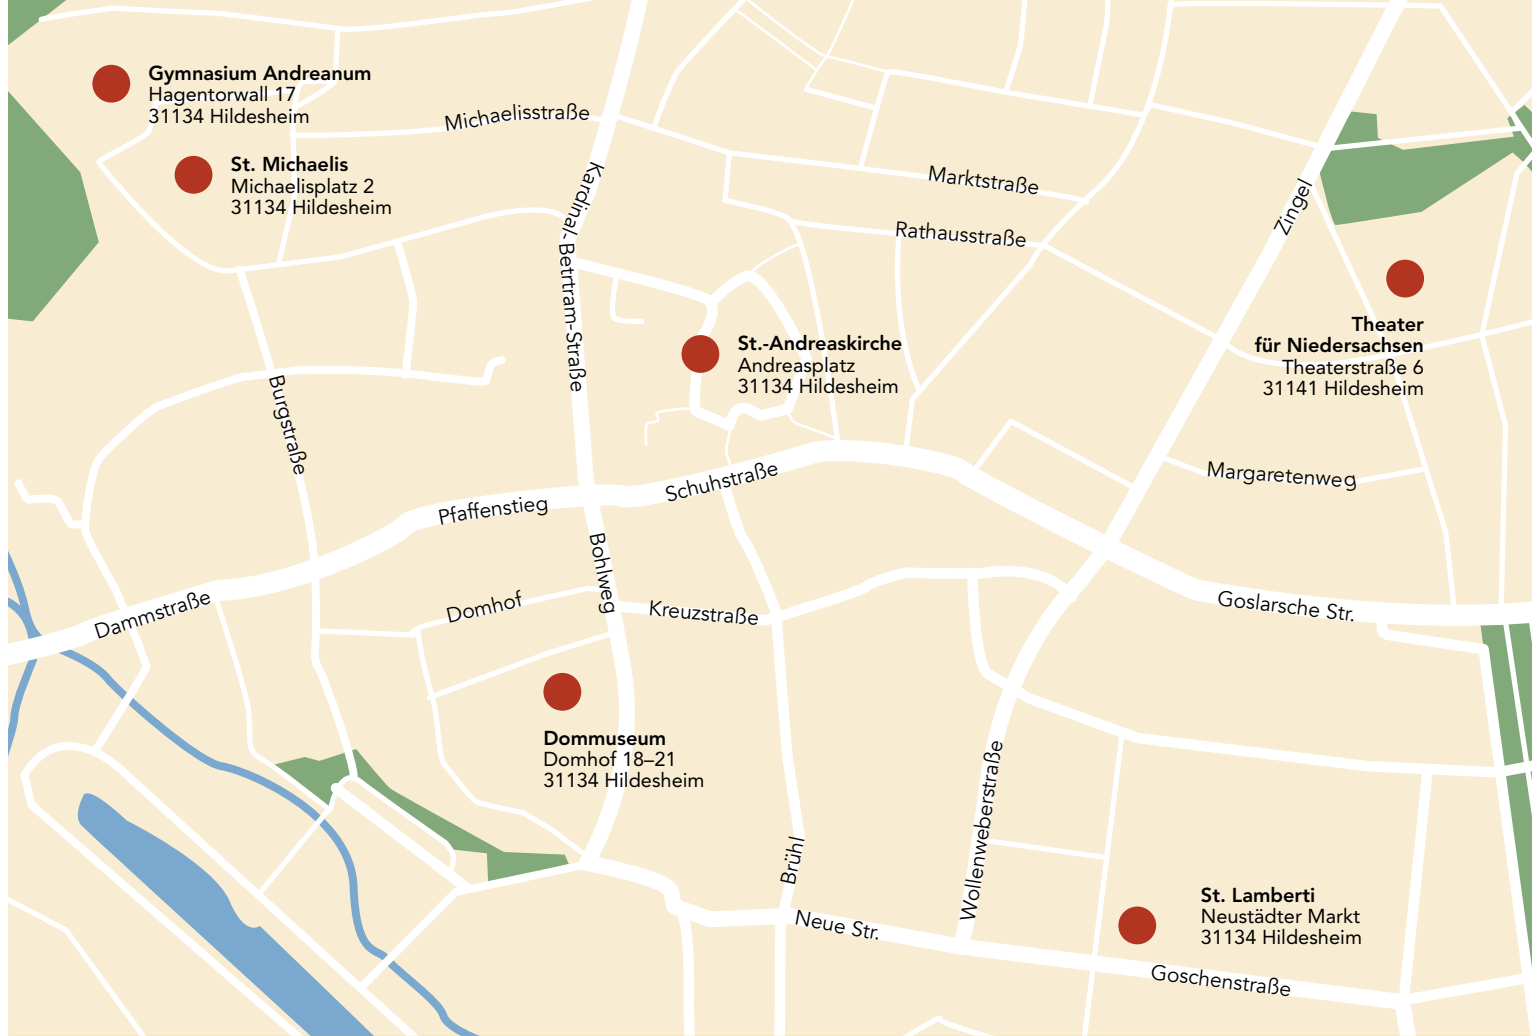 Gymnasium Andreanum
Hagentorwall 17
31134 Hildesheim
Michaelisstraße
St. Michaelis
Michaelisplatz 2
31134 Hildesheim
Kardinal-Betrtram-Straße
Marktstraße
Rathausstraße
Zingel
Theater
für Niedersachsen
Theaterstraße 6
31141 Hildesheim
St.-Andreaskirche
Andreasplatz
31134 Hildesheim
Burgstraße
Margaretenweg
Schuhstraße
Pfaffenstieg
Bohlweg
Dammstraße
Domhof
Kreuzstraße
Goslarsche Str.
Dommuseum
Domhof 18–21
31134 Hildesheim
Wollenweberstraße
Brühl
St. Lamberti
Neustädter Markt
31134 Hildesheim
Neue Str.
Goschenstraße